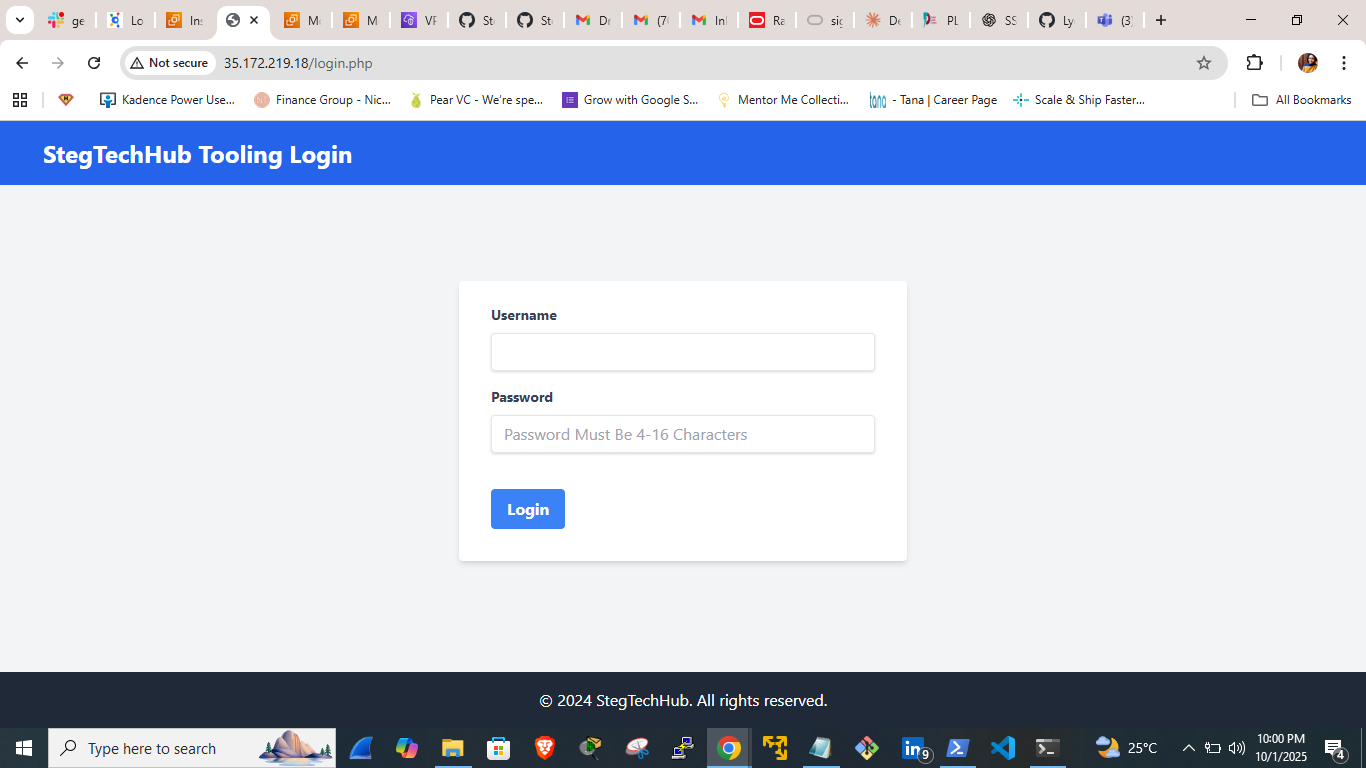 ge
Lo
Ins
M
VF
St
St
Dr
(7
In
Ra
sig
De
PL
SS
Ly
(3
Not secure
35.172.219.18/login.php
Kadence Power Use...
Finance Group - Nic...
Pear VC - We're spe...
Grow with Google S...
Mentor Me Collecti...
tana
- Tana | Career Page
Scale & Ship Faster...
All Bookmarks
StegTechHub Tooling Login
Username
Password
Password Must Be 4-16 Characters
Login
© 2024 StegTechHub. All rights reserved.
Type here to search
9
25°C
10:00 PM
10/1/2025
4